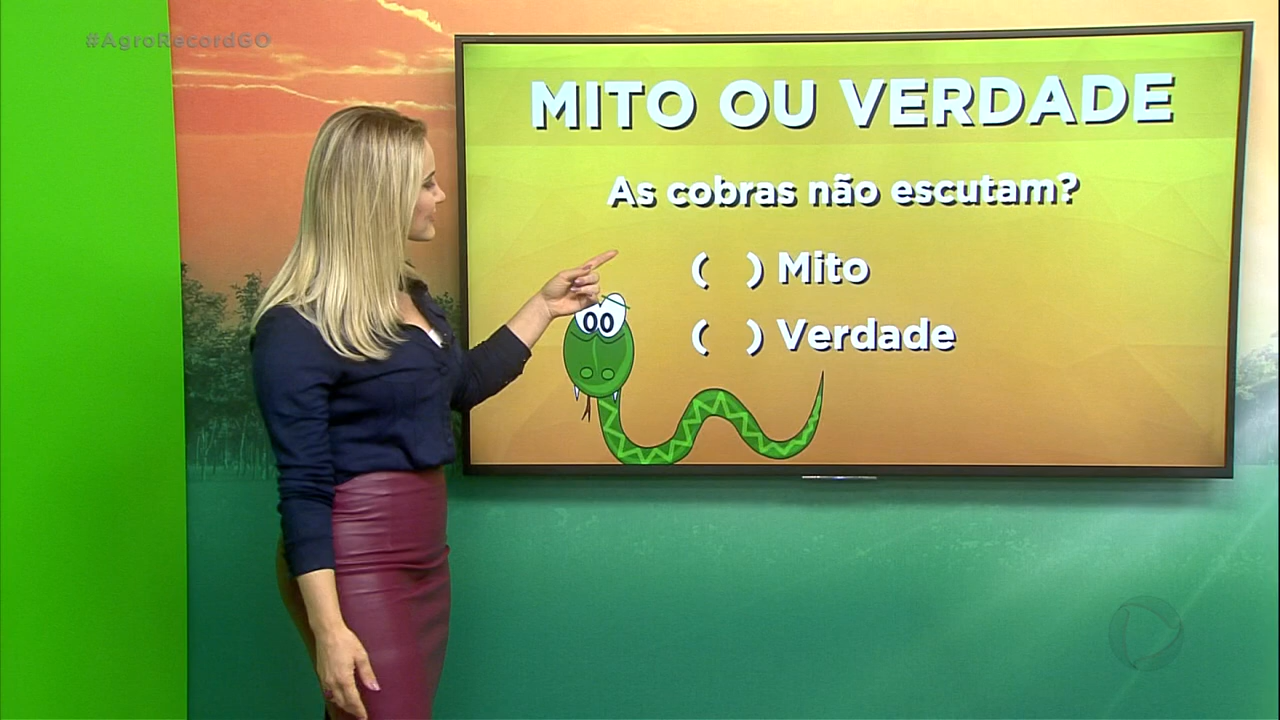 #AgroRecordGO
MITO OU VERDADE
As cobras não escutam?
( ) Mito
( ) Verdade